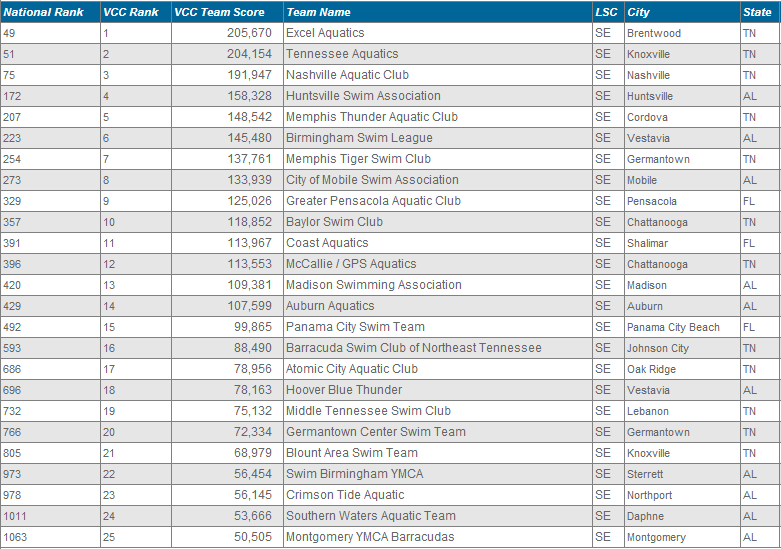 National Rank VCC Rank VCC Team Score Team Name LSC City State
49 1 205,670 Excel Aquatics SE Brentwood TN
51 2 204,154 Tennessee Aquatics SE Knoxville TN
75 3 191,947 Nashville Aquatic Club SE Nashville TN
172 4 158,328 Huntsville Swim Association SE Huntsville AL
207 5 148,542 Memphis Thunder Aquatic Club SE Cordova TN
223 6 145,480 Birmingham Swim League SE Vestavia AL
254 7 137,761 Memphis Tiger Swim Club SE Germantown TN
273 8 133,939 City of Mobile Swim Association SE Mobile AL
329 9 125,026 Greater Pensacola Aquatic Club SE Pensacola FL
357 10 118,852 Baylor Swim Club SE Chattanooga TN
391 11 113,967 Coast Aquatics SE Shalimar FL
396 12 113,553 McCallie / GPS Aquatics SE Chattanooga TN
420 13 109,381 Madison Swimming Association SE Madison AL
429 14 107,599 Auburn Aquatics SE Auburn AL
492 15 99,865 Panama City Swim Team SE Panama City Beach FL
593 16 88,490 Barracuda Swim Club of Northeast Tennessee SE Johnson City TN
686 17 78,956 Atomic City Aquatic Club SE Oak Ridge TN
696 18 78,163 Hoover Blue Thunder SE Vestavia AL
732 19 75,132 Middle Tennessee Swim Club SE Lebanon TN
766 20 72,334 Germantown Center Swim Team SE Germantown TN
805 21 68,979 Blount Area Swim Team SE Knoxville TN
973 22 56,454 Swim Birmingham YMCA SE Sterrett AL
978 23 56,145 Crimson Tide Aquatic SE Northport AL
1011 24 53,666 Southern Waters Aquatic Team SE Daphne AL
1063 25 50,505 Montgomery YMCA Barracudas SE Montgomery AL